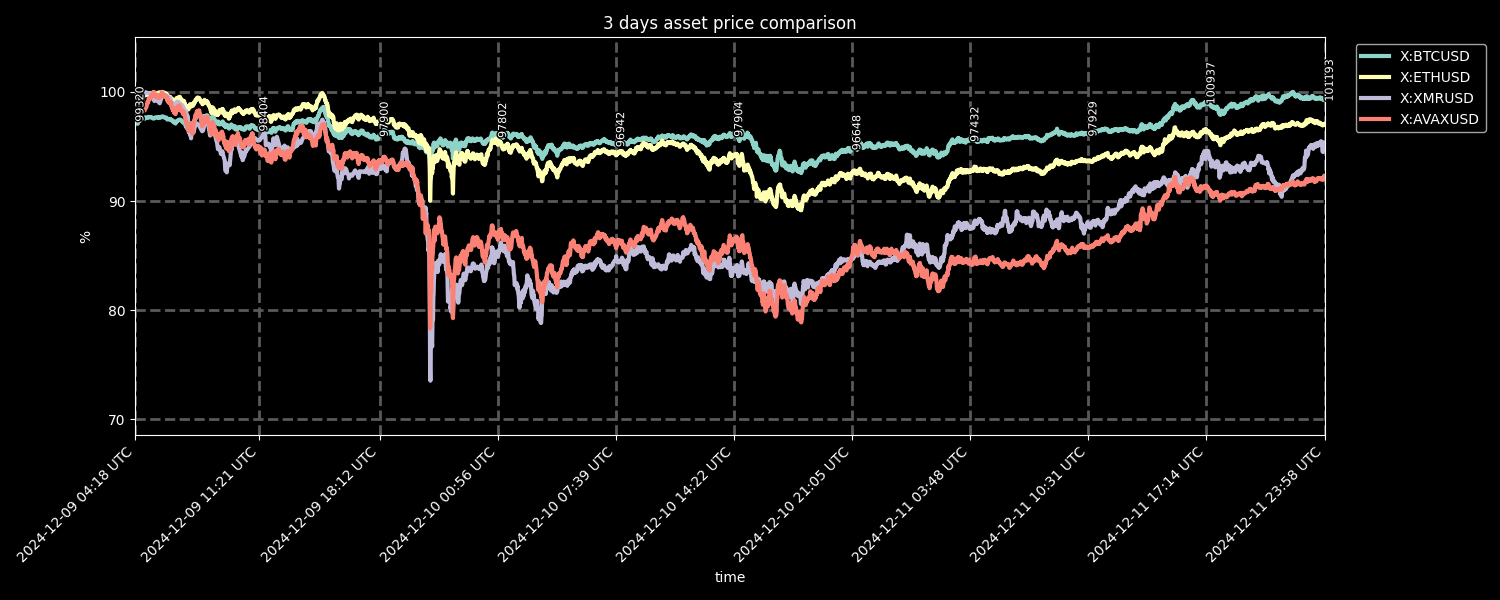 3 days asset price comparison
X:BTCUSD
X:ETHUSD
X:XMRUSD
X:AVAXUSD
100
90
80
70
%
99320
98404
97900
97802
96942
97904
96648
97432
97929
100937
101193
2024-12-09 04:18 UTC
2024-12-09 11:21 UTC
2024-12-09 18:12 UTC
2024-12-10 00:56 UTC
2024-12-10 07:39 UTC
2024-12-10 14:22 UTC
2024-12-10 21:05 UTC
2024-12-11 03:48 UTC
2024-12-11 10:31 UTC
2024-12-11 17:14 UTC
2024-12-11 23:58 UTC
time